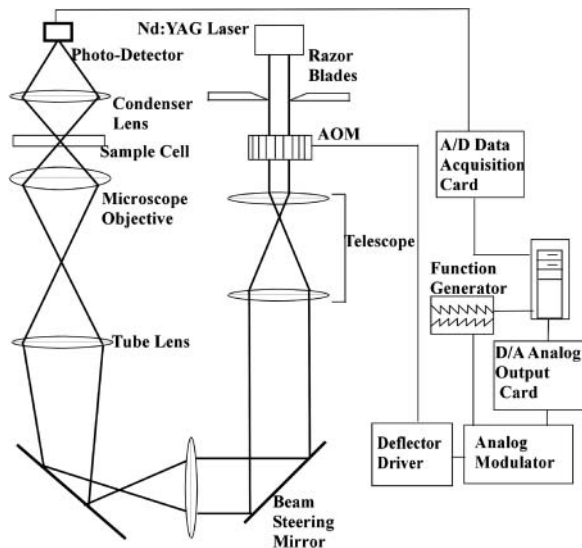 Nd:YAG Laser
Photo-Detector
Razor
Blades
Condenser
Lens
AOM
Sample Cell
A/D Data
Acquisition
Card
Microscope
Objective
Telescope
Function
Generator
Tube Lens
D/A Analog
Output
Card
Deflector
Driver
Analog
Modulator
Beam
Steering
Mirror